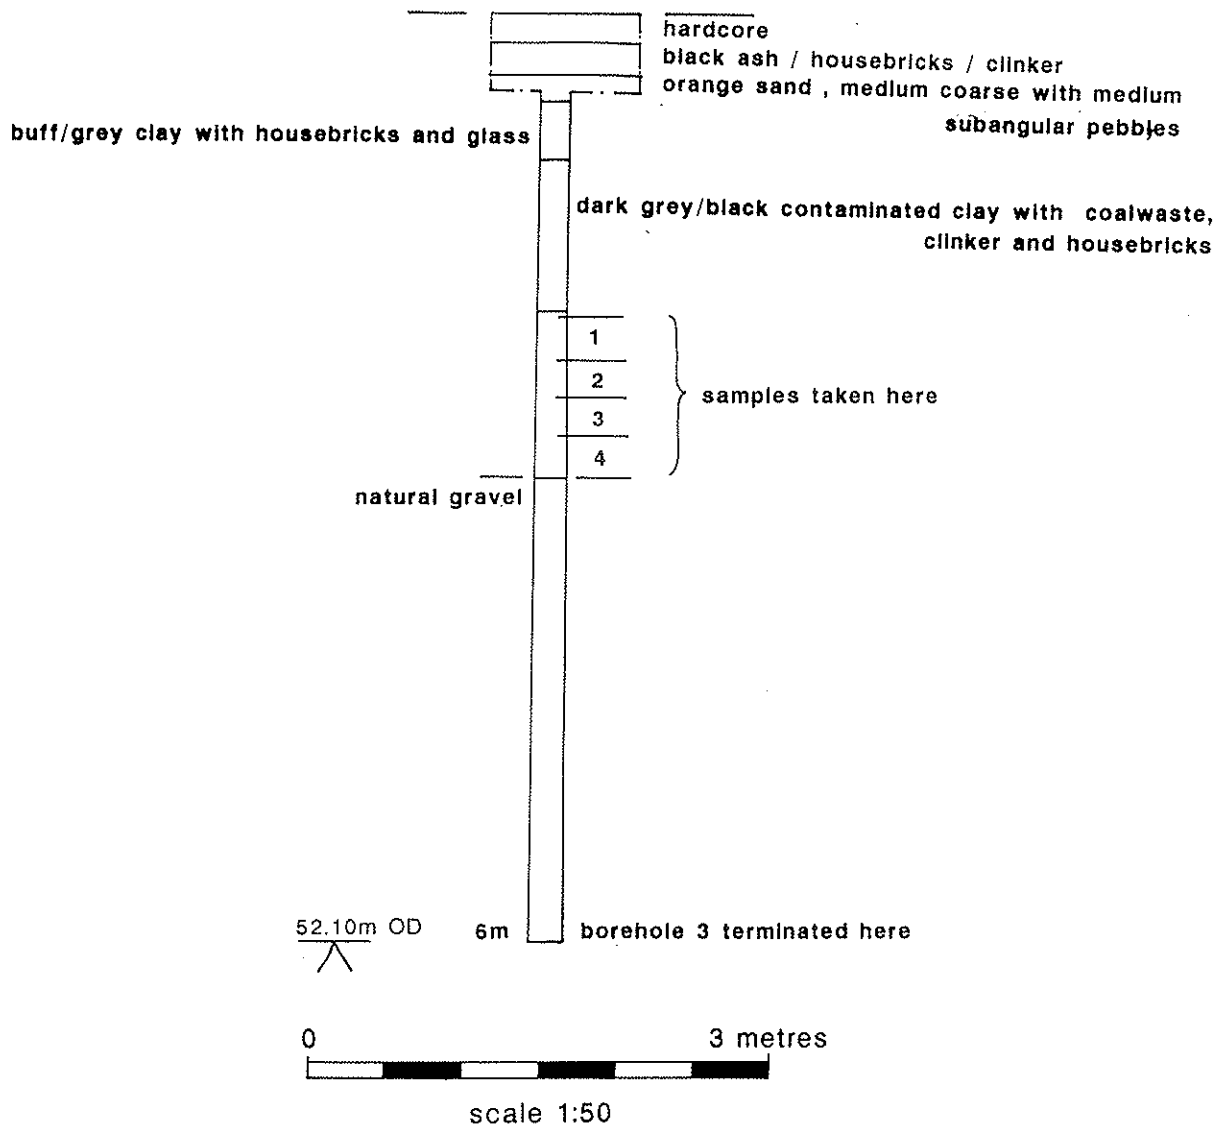 hardcore
black ash / housebricks / clinker
orange sand , medium coarse with medium
subangular pebbles
buff/grey clay with housebricks and glass
dark grey/black contaminated clay with coalwaste,
clinker and housebricks
1
2
3
4
samples taken here
natural gravel
52.10m OD
6m
borehole 3 terminated here
0
3 metres
scale 1:50